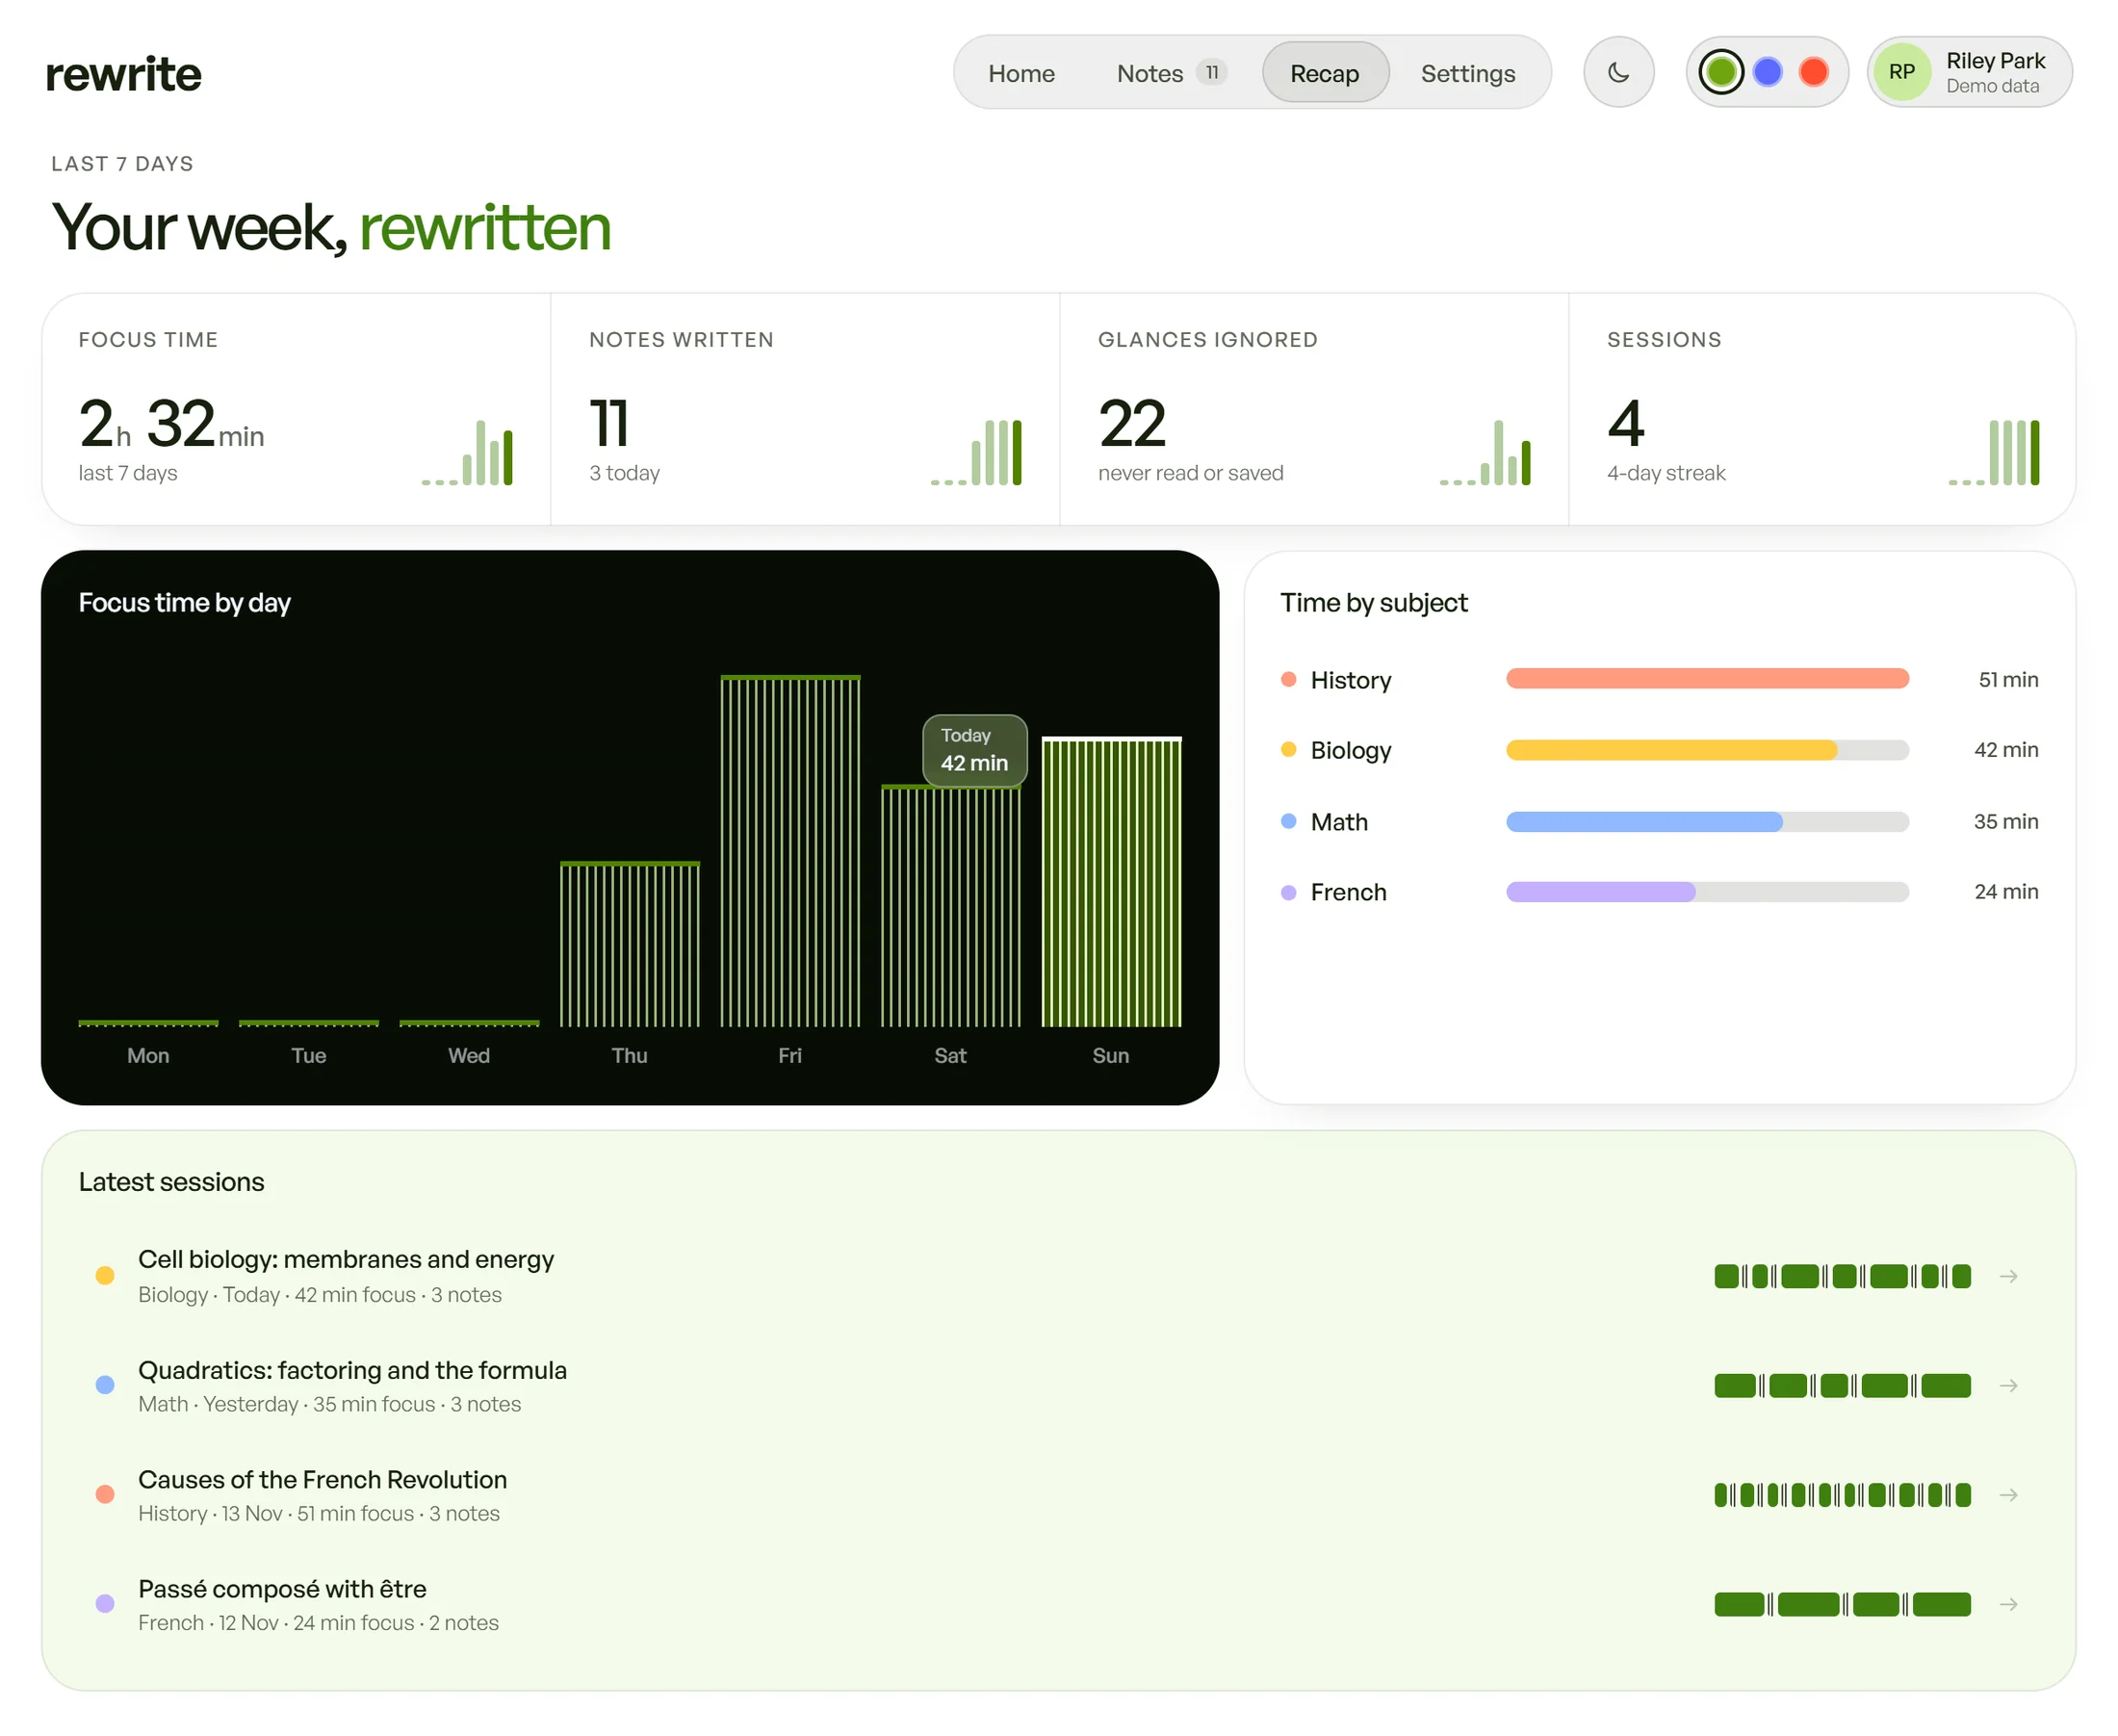 rewrite
Home Notes 11 Recap Settings
RP Riley Park
Demo data
LAST 7 DAYS
Your week, rewritten
FOCUS TIME
2h 32min
last 7 days
NOTES WRITTEN
11
3 today
GLANCES IGNORED
22
never read or saved
SESSIONS
4
4-day streak
Focus time by day
Today
42 min
Mon Tue Wed Thu Fri Sat Sun
Time by subject
History 51 min
Biology 42 min
Math 35 min
French 24 min
Latest sessions
Cell biology: membranes and energy
Biology · Today · 42 min focus · 3 notes
Quadratics: factoring and the formula
Math · Yesterday · 35 min focus · 3 notes
Causes of the French Revolution
History · 13 Nov · 51 min focus · 3 notes
Passé composé with être
French · 12 Nov · 24 min focus · 2 notes